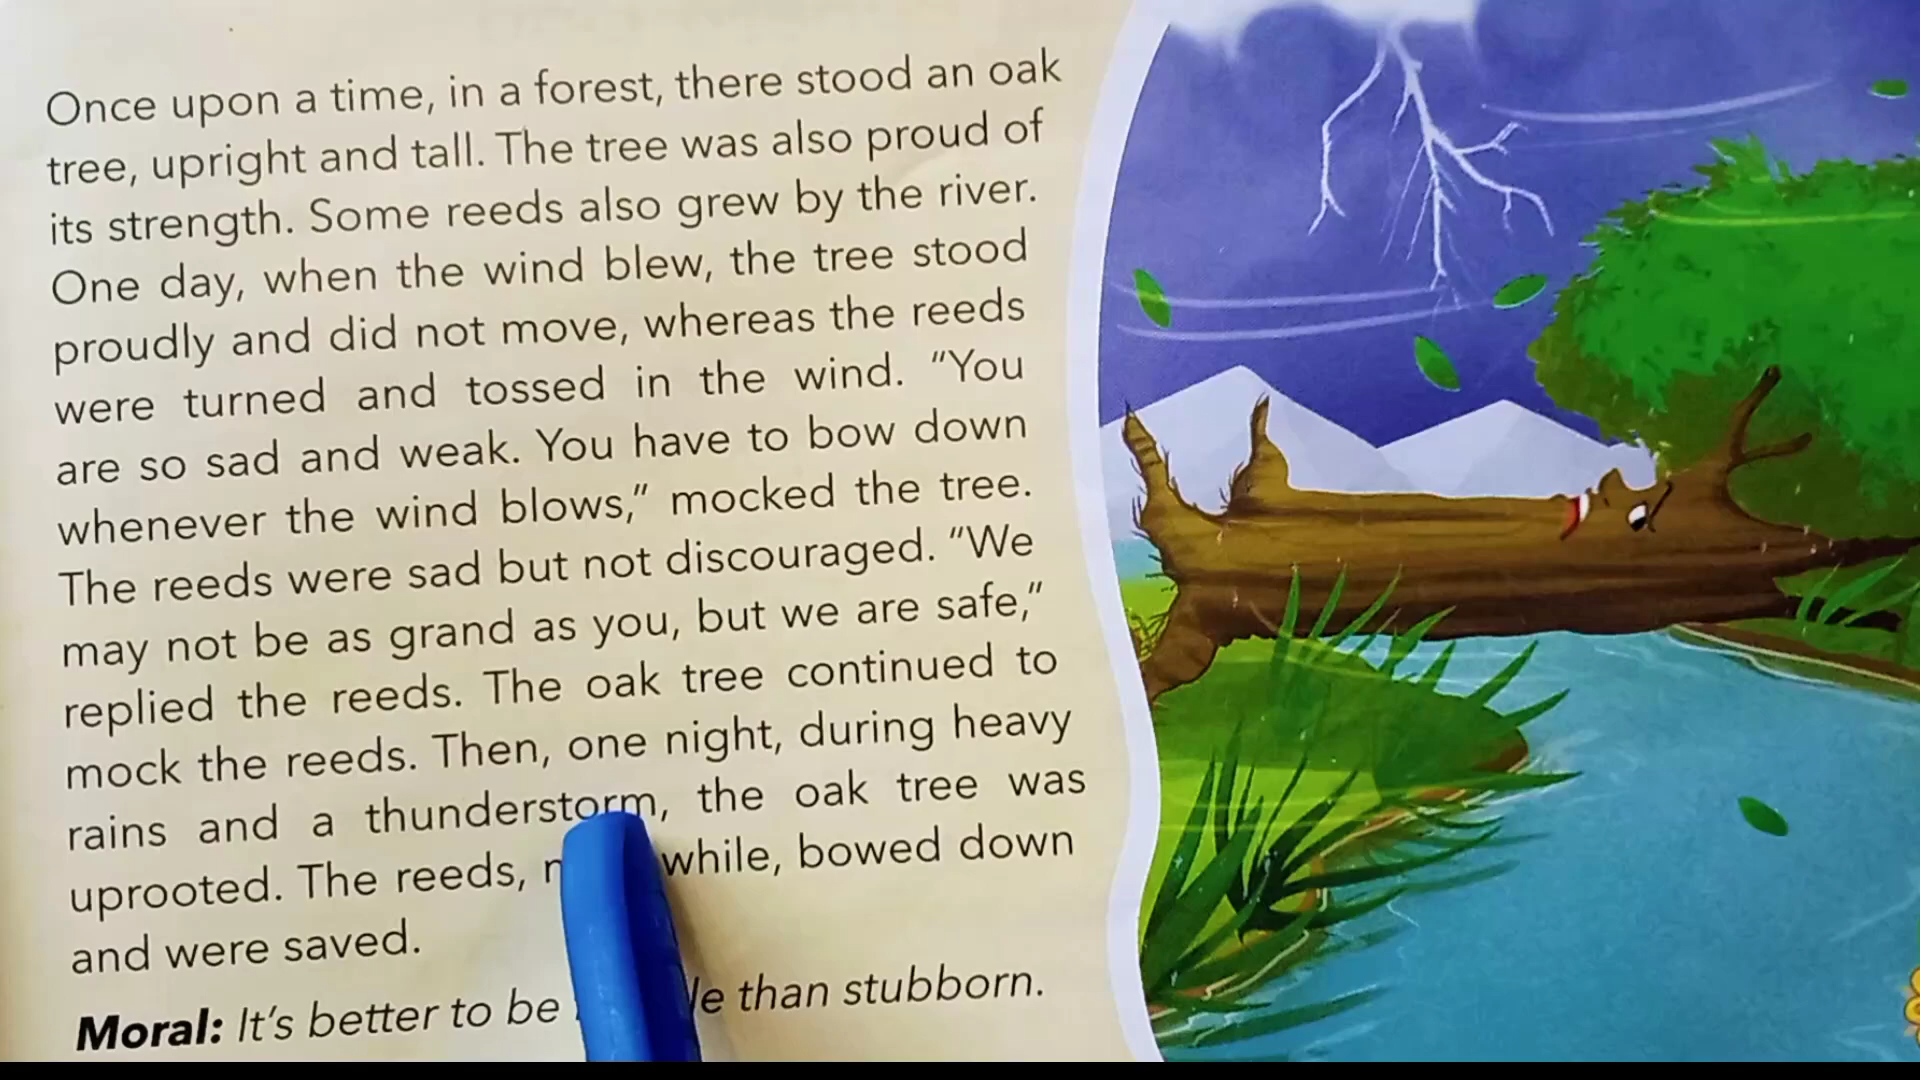 Once upon a time, in a forest, there stood an oak
tree, upright and tall. The tree was also proud of
its strength. Some reeds also grew by the river.
One day, when the wind blew, the tree stood
proudly and did not move, whereas the reeds
were turned and tossed in the wind. "You
are so sad and weak. You have to bow down
whenever the wind blows," mocked the tree.
The reeds were sad but not discouraged. "We
may not be as grand as you, but we are safe,"
replied the reeds. The oak tree continued to
mock the reeds. Then, one night, during heavy
rains and a thunderstorm, the oak tree was
uprooted. The reeds, while, bowed down
and were saved.
Moral: It's better to be than stubborn.